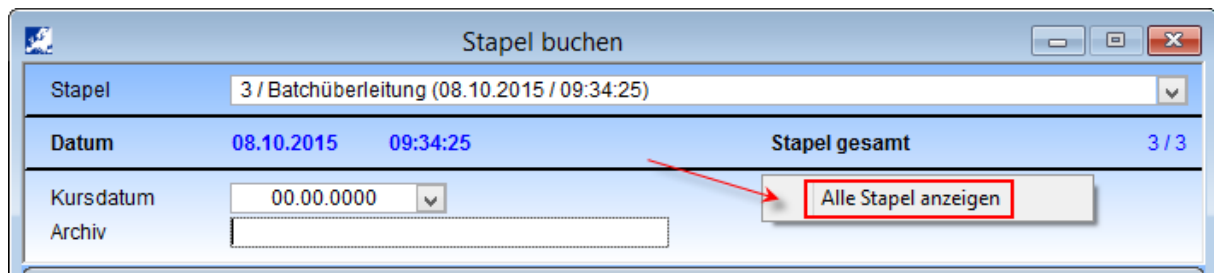 Stapel buchen
Stapel 3 / Batchüberleitung (08.10.2015 / 09:34:25)
Datum 08.10.2015 09:34:25 Stapel gesamt 3 / 3
Kursdatum 00.00.0000 Alle Stapel anzeigen
Archiv